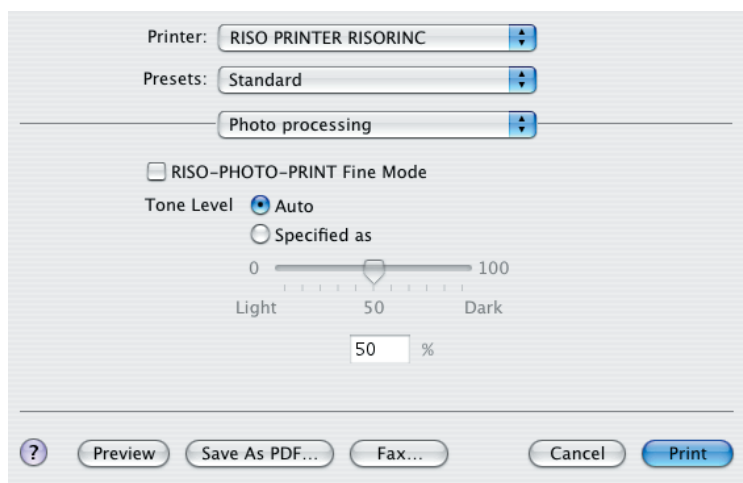 Printer: RISO PRINTER RISORINC
Presets: Standard
Photo processing
RISO-PHOTO-PRINT Fine Mode
Tone Level Auto
Specified as
0 100
Light 50 Dark
50 %
? Preview Save As PDF... Fax... Cancel Print